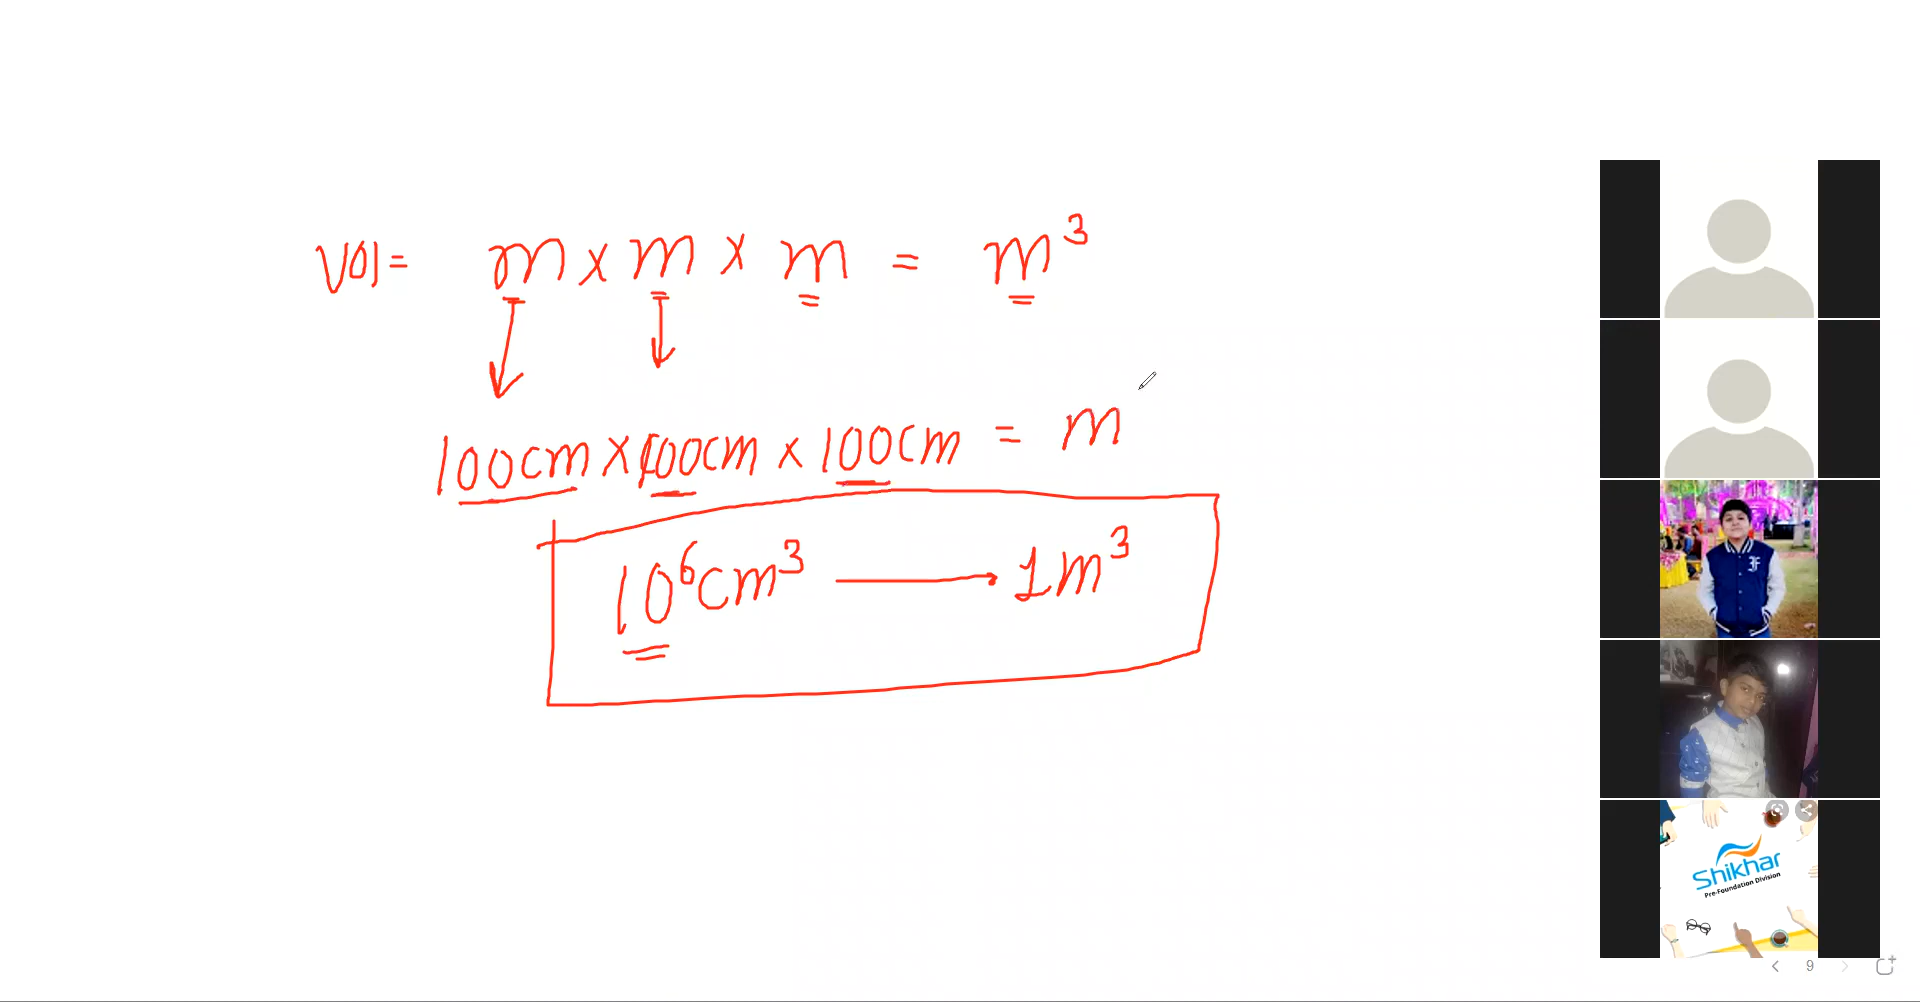 Vol = m × m × m = m³
100cm × 100cm × 100cm = m
10⁶cm³ → 1m³
F
Shikhar
Pre-Foundation Division
9